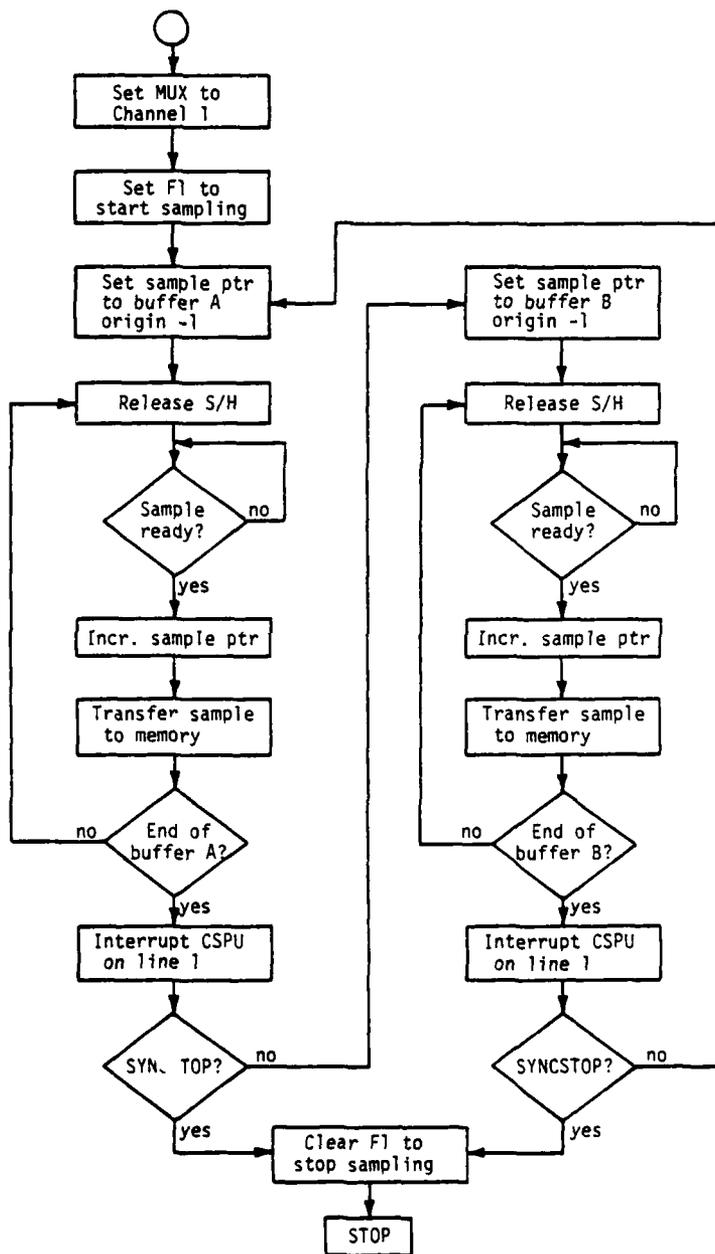 Set MUX to
Channel 1
Set F1 to
start sampling
Set sample ptr
to buffer A
origin -1
Release S/H
Sample
ready?
no
yes
Incr. sample ptr
Transfer sample
to memory
End of
buffer A?
no
yes
Interrupt CSPU
on line 1
TOP?
no
yes
Set sample ptr
to buffer B
origin -1
Release S/H
Sample
ready?
no
yes
Incr. sample ptr
Transfer sample
to memory
End of
buffer B?
no
yes
Interrupt CSPU
on line 1
SYNCSTOP?
no
yes
Clear F1 to
stop sampling
STOP